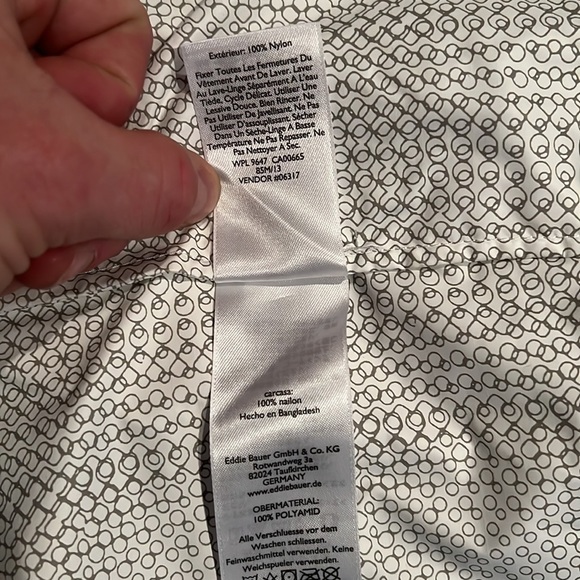 Extérieur: 100% Nylon
Fixer Toutes Les Fermetures Du
Vêtement Avant De Laver. Laver
Au Lave-Linge Séparément À L'eau
Tiède, Cycle Délicat. Utiliser Une
Lessive Douce. Bien Rincer. Ne
Pas Utiliser De Javellisant. Ne
Utiliser D'assouplissant. Sécher
Dans Un Sèche-Linge A Basse
Température Ne Pas Repasser. Ne
Pas Nettoyer A Sec.
WPL 9647 CA00665
BSM/13
VENDOR #06317
carcasa:
100% nailon
Hecho en Bangladesh
Eddie Bauer GmbH & Co. KG
Rotwandweg 3a
82024 Taufkirchen
GERMANY
www.eddiebauer.de
OBERMATERIAL:
100% POLYAMID
Alle Verschluesse vor dem
Waschen schliessen.
Feinwaschmittel verwenden. Keine
Weichspueler verwenden.